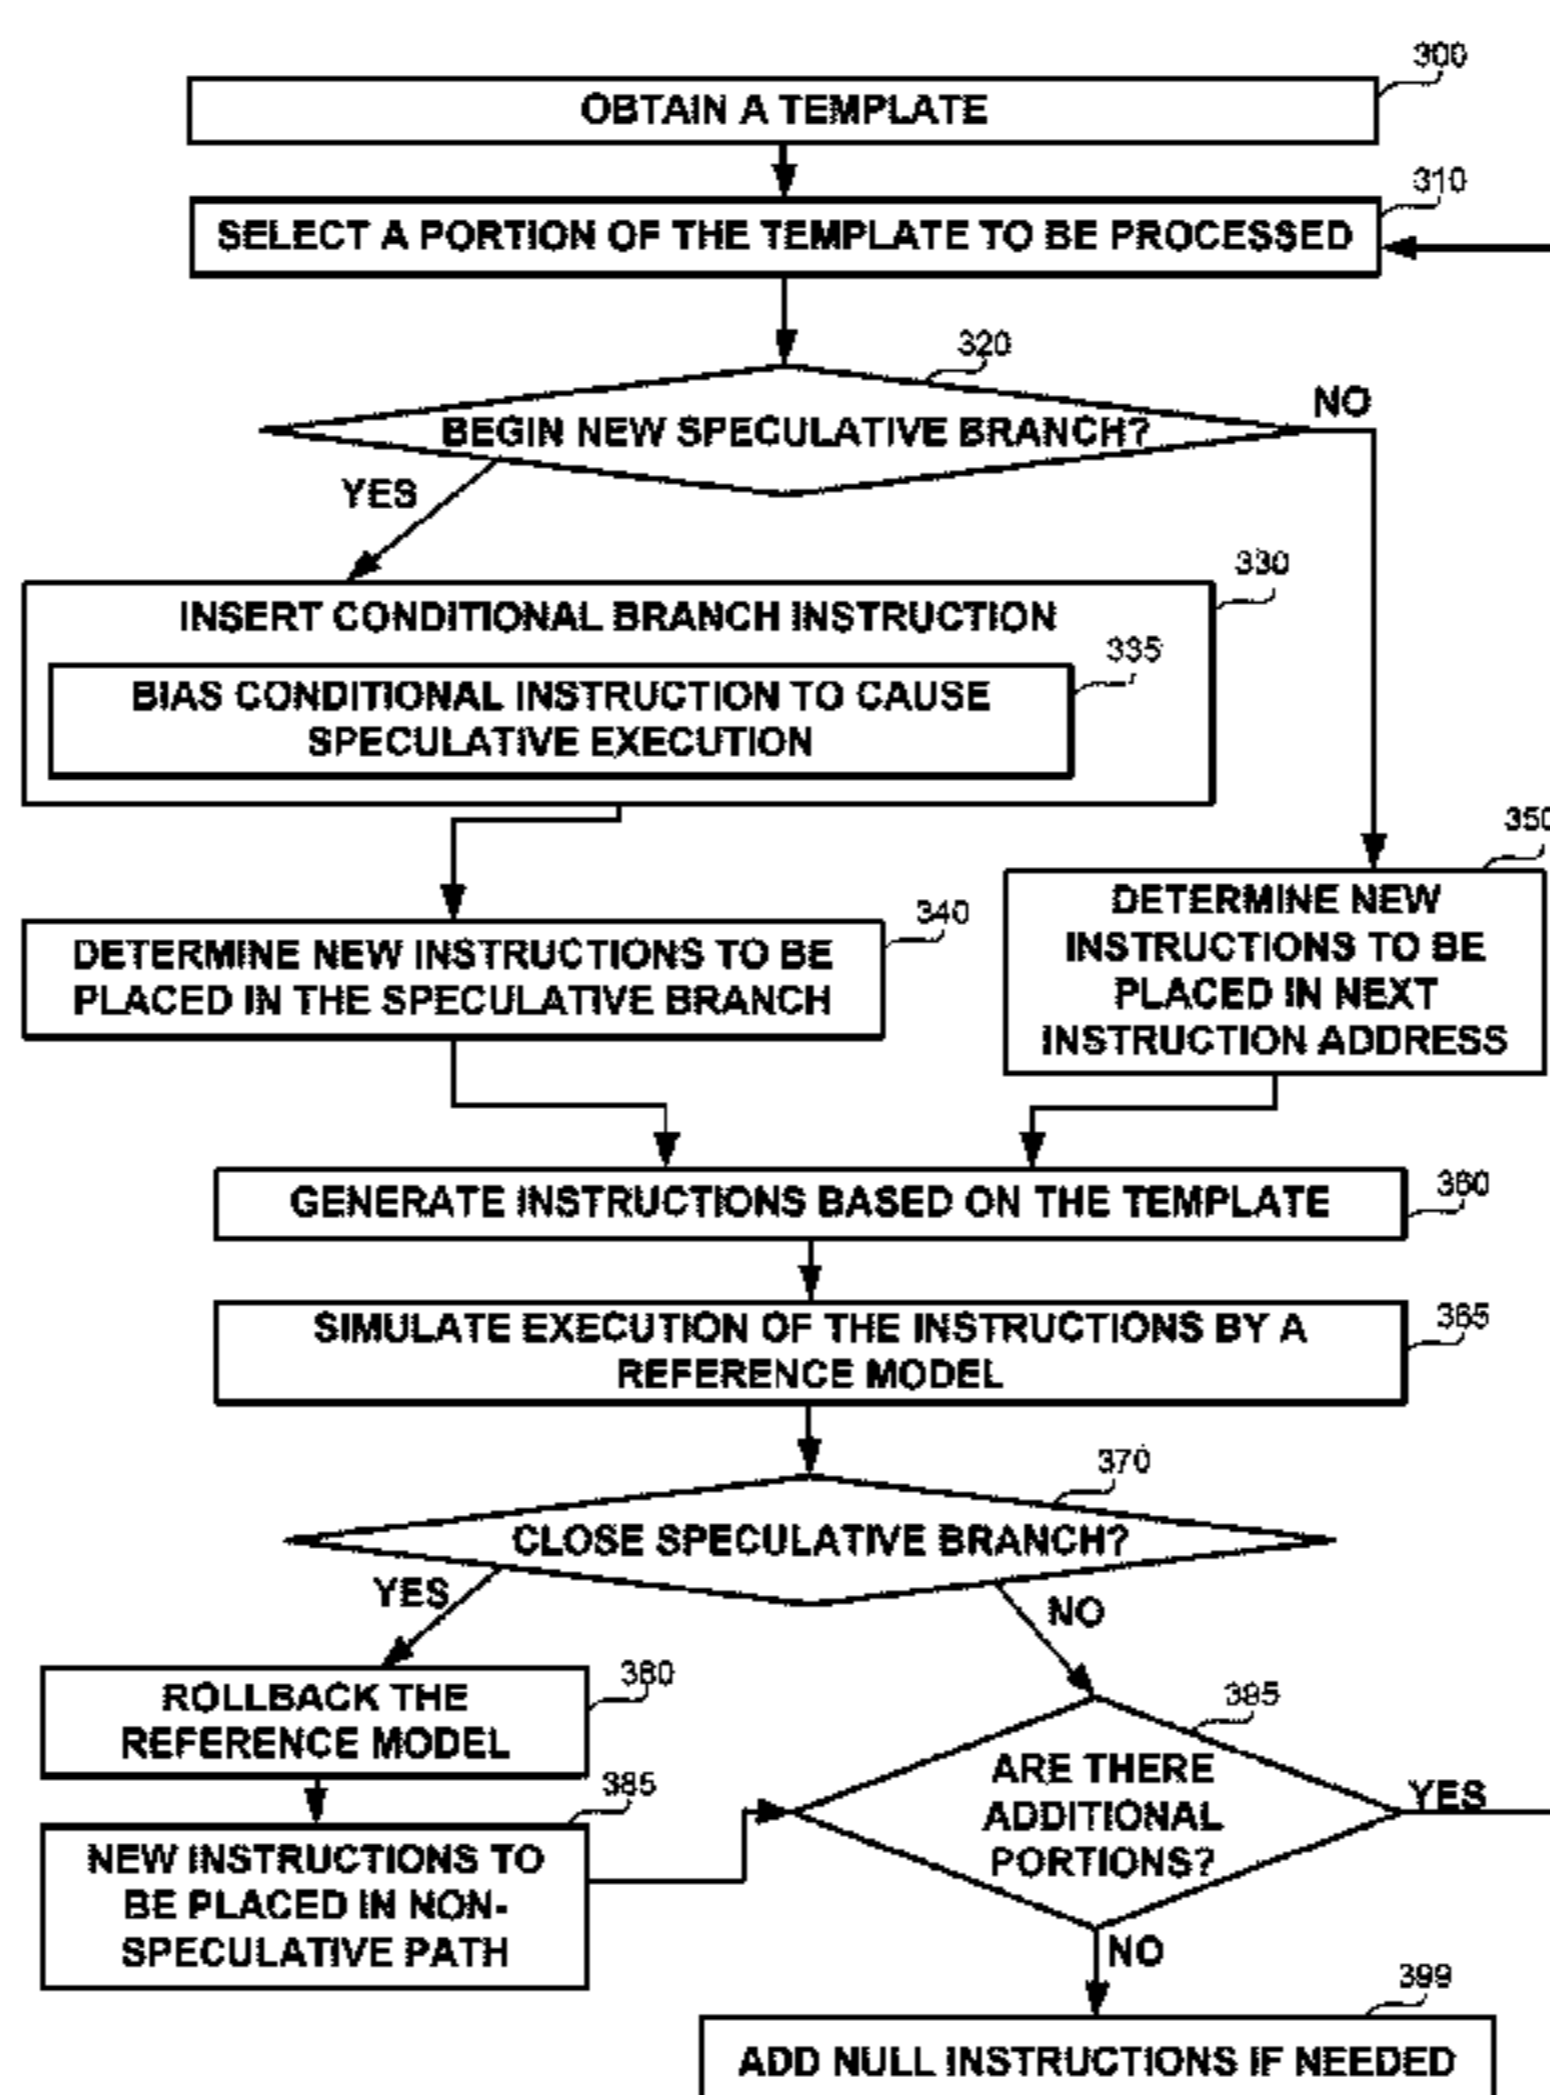 300
OBTAIN A TEMPLATE
310
SELECT A PORTION OF THE TEMPLATE TO BE PROCESSED
320
BEGIN NEW SPECULATIVE BRANCH?
NO
YES
330
INSERT CONDITIONAL BRANCH INSTRUCTION
335
BIAS CONDITIONAL INSTRUCTION TO CAUSE
SPECULATIVE EXECUTION
350
DETERMINE NEW
INSTRUCTIONS TO BE
PLACED IN NEXT
INSTRUCTION ADDRESS
340
DETERMINE NEW INSTRUCTIONS TO BE
PLACED IN THE SPECULATIVE BRANCH
360
GENERATE INSTRUCTIONS BASED ON THE TEMPLATE
365
SIMULATE EXECUTION OF THE INSTRUCTIONS BY A
REFERENCE MODEL
370
CLOSE SPECULATIVE BRANCH?
YES
NO
380
ROLLBACK THE
REFERENCE MODEL
395
ARE THERE
ADDITIONAL
PORTIONS?
YES
385
NEW INSTRUCTIONS TO
BE PLACED IN NON-
SPECULATIVE PATH
NO
399
ADD NULL INSTRUCTIONS IF NEEDED